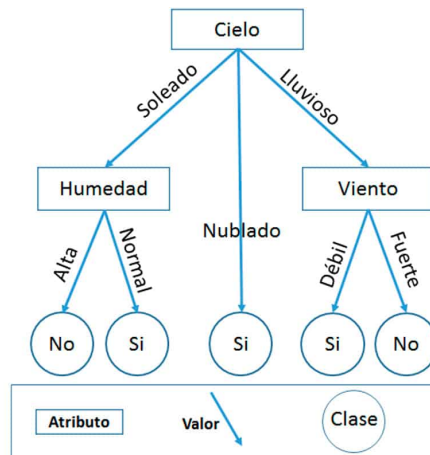 Cielo
Soleado
Lluvioso
Humedad
Viento
Nublado
Alta
Normal
Débil
Fuerte
No
Si
Si
Si
No
Atributo
Valor
Clase